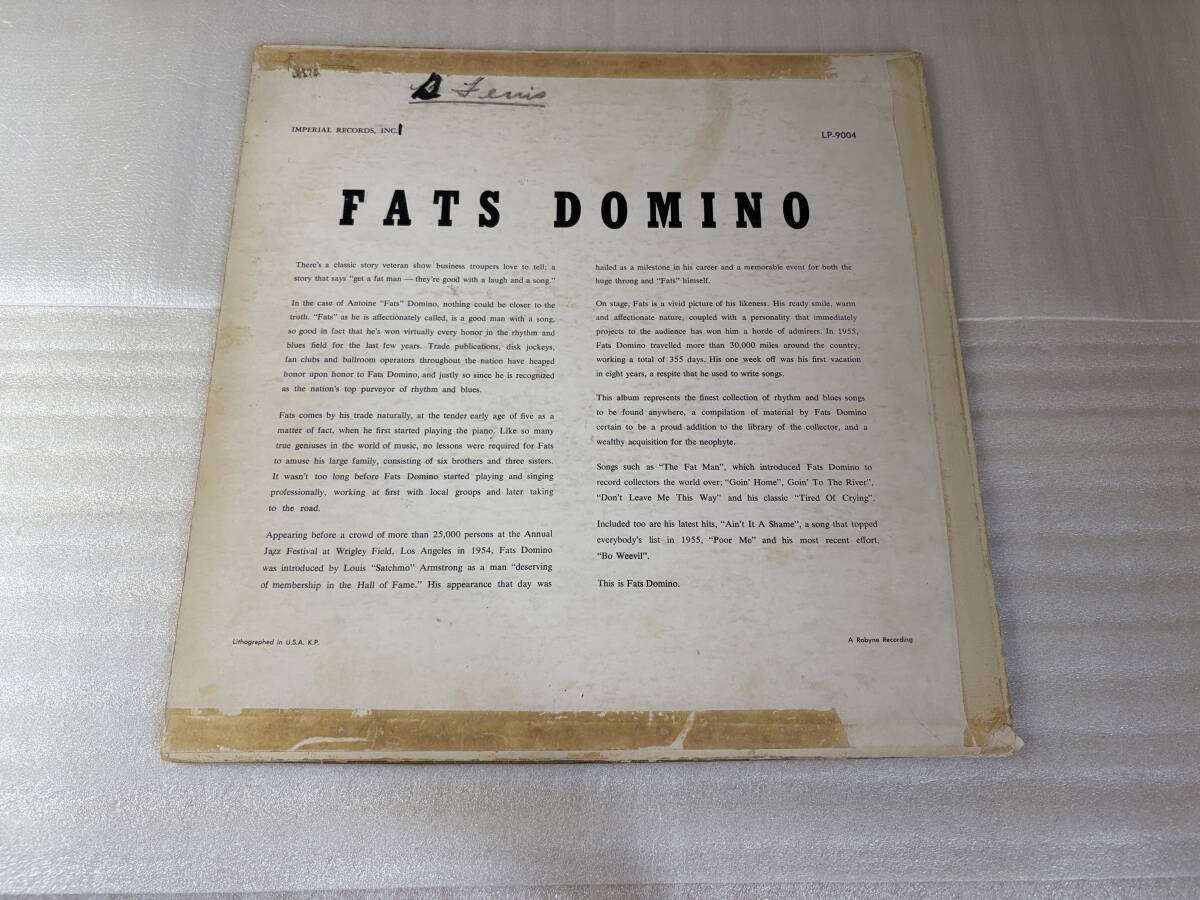 Fenis
IMPERIAL RECORDS, INC.
LP-9004
FATS DOMINO
There's a classic story veteran show business troupers love to tell; a
story that says "get a fat man — they're good with a laugh and a song."
In the case of Antoine "Fats" Domino, nothing could be closer to the
truth. "Fats" as he is affectionately called, is a good man with a song,
so good in fact that he's won virtually every honor in the rhythm and
blues field for the last few years. Trade publications, disk jockeys,
fan clubs and ballroom operators throughout the nation have heaped
honor upon honor to Fats Domino, and justly so since he is recognized
as the nation's top purveyor of rhythm and blues.
Fats comes by his trade naturally, at the tender early age of five as a
matter of fact, when he first started playing the piano. Like so many
true geniuses in the world of music, no lessons were required for Fats
to amuse his large family, consisting of six brothers and three sisters.
It wasn't too long before Fats Domino started playing and singing
professionally, working at first with local groups and later taking
to the road.
Appearing before a crowd of more than 25,000 persons at the Annual
Jazz Festival at Wrigley Field, Los Angeles in 1954, Fats Domino
was introduced by Louis "Satchmo" Armstrong as a man "deserving
of membership in the Hall of Fame." His appearance that day was
hailed as a milestone in his career and a memorable event for both the
huge throng and "Fats" himself.
On stage, Fats is a vivid picture of his likeness. His ready smile, warm
and affectionate nature, coupled with a personality that immediately
projects to the audience has won him a horde of admirers. In 1955,
Fats Domino travelled more than 30,000 miles around the country,
working a total of 355 days. His one week off was his first vacation
in eight years, a respite that he used to write songs.
This album represents the finest collection of rhythm and blues songs
to be found anywhere, a compilation of material by Fats Domino
certain to be a proud addition to the library of the collector, and a
wealthy acquisition for the neophyte.
Songs such as "The Fat Man", which introduced Fats Domino to
record collectors the world over; "Goin' Home", Goin' To The River",
"Don't Leave Me This Way" and his classic "Tired Of Crying".
Included too are his latest hits, "Ain't It A Shame", a song that topped
everybody's list in 1955, "Poor Me" and his most recent effort,
"Bo Weevil".
This is Fats Domino.
Lithographed in U.S.A. K.P.
A Robyne Recording